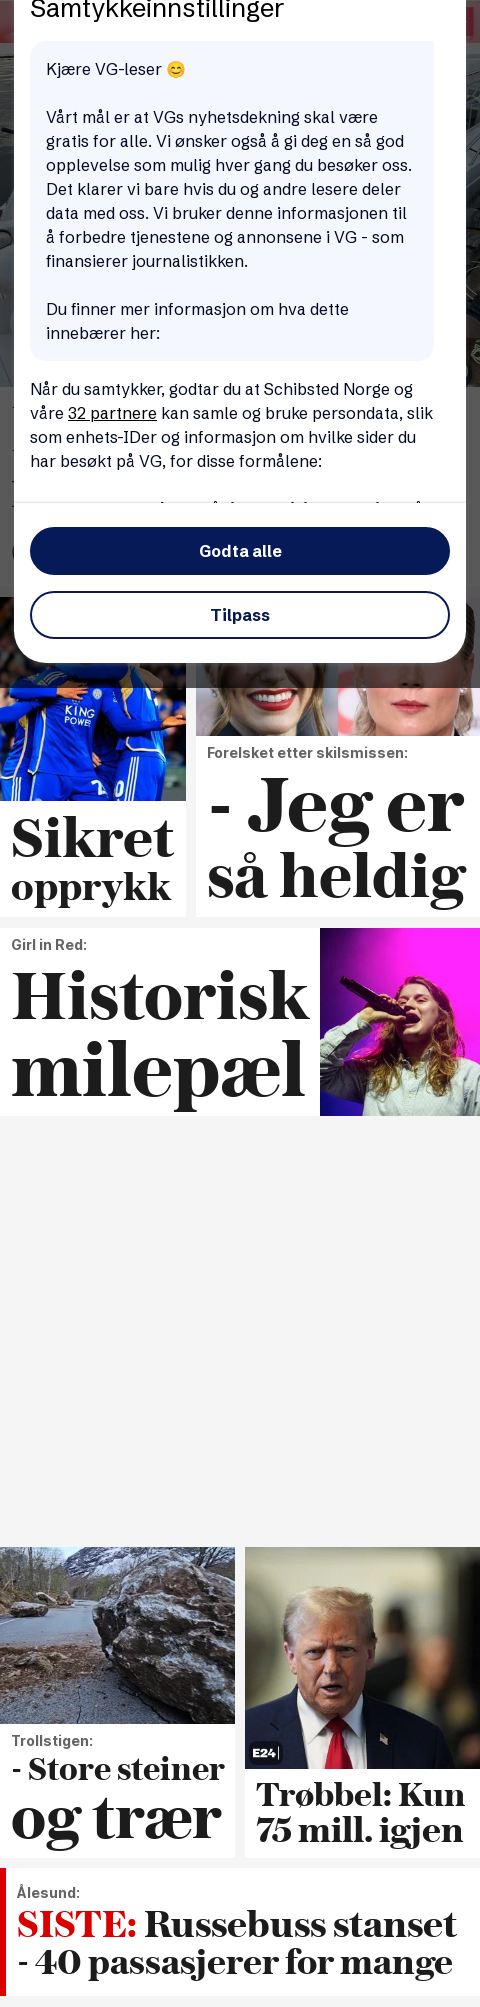 Samtykkeinnstillinger
Kjære VG-leser 😊
Vårt mål er at VGs nyhetsdekning skal være
gratis for alle. Vi ønsker også å gi deg en så god
opplevelse som mulig hver gang du besøker oss.
Det klarer vi bare hvis du og andre lesere deler
data med oss. Vi bruker denne informasjonen til
å forbedre tjenestene og annonsene i VG - som
finansierer journalistikken.
Du finner mer informasjon om hva dette
innebærer her:
Når du samtykker, godtar du at Schibsted Norge og
våre 32 partnere kan samle og bruke persondata, slik
som enhets-IDer og informasjon om hvilke sider du
har besøkt på VG, for disse formålene:
Godta alle
Tilpass
KING
POWER
Forelsket etter skilsmissen:
- Jeg er
så heldig
Sikret
opprykk
Girl in Red:
Historisk
milepæl
Trollstigen:
- Store steiner
og trær
E24
Trøbbel: Kun
75 mill. igjen
Ålesund:
SISTE: Russebuss stanset
- 40 passasjerer for mange